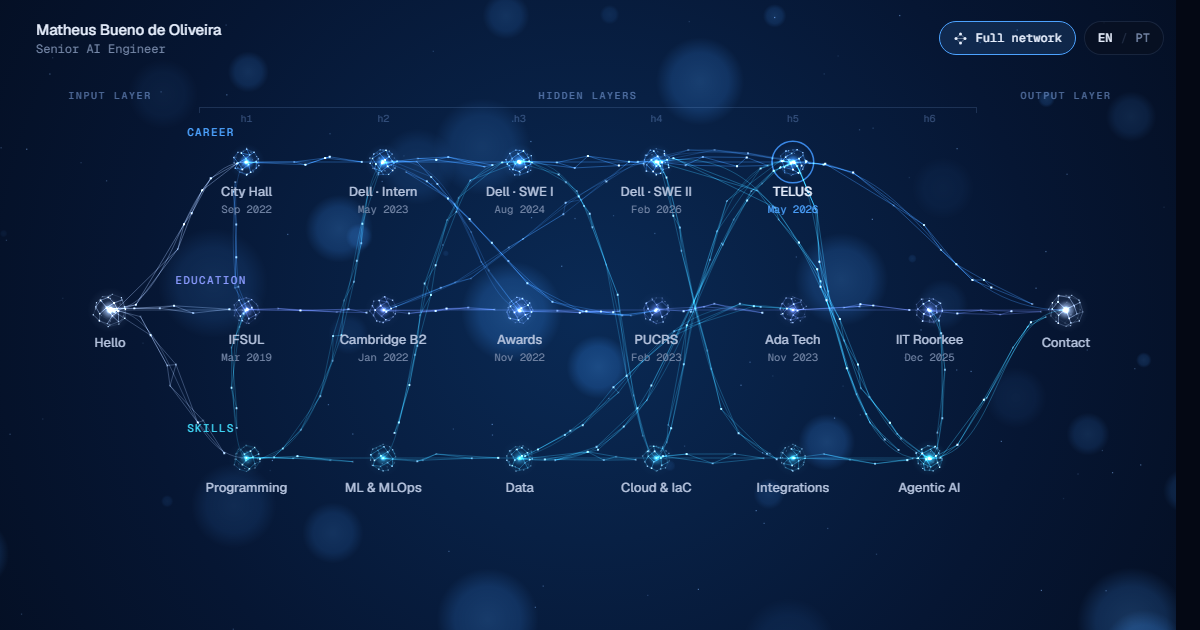 Matheus Bueno de Oliveira
Senior AI Engineer
Full network
EN / PT
INPUT LAYER
HIDDEN LAYERS
OUTPUT LAYER
h1
h2
h3
h4
h5
h6
CAREER
City Hall
Sep 2022
Dell · Intern
May 2023
Dell · SWE I
Aug 2024
Dell · SWE II
Feb 2026
TELUS
May 2026
EDUCATION
Hello
IFSUL
Mar 2019
Cambridge B2
Jan 2022
Awards
Nov 2022
PUCRS
Feb 2023
Ada Tech
Nov 2023
IIT Roorkee
Dec 2025
Contact
SKILLS
Programming
ML & MLOps
Data
Cloud & IaC
Integrations
Agentic AI